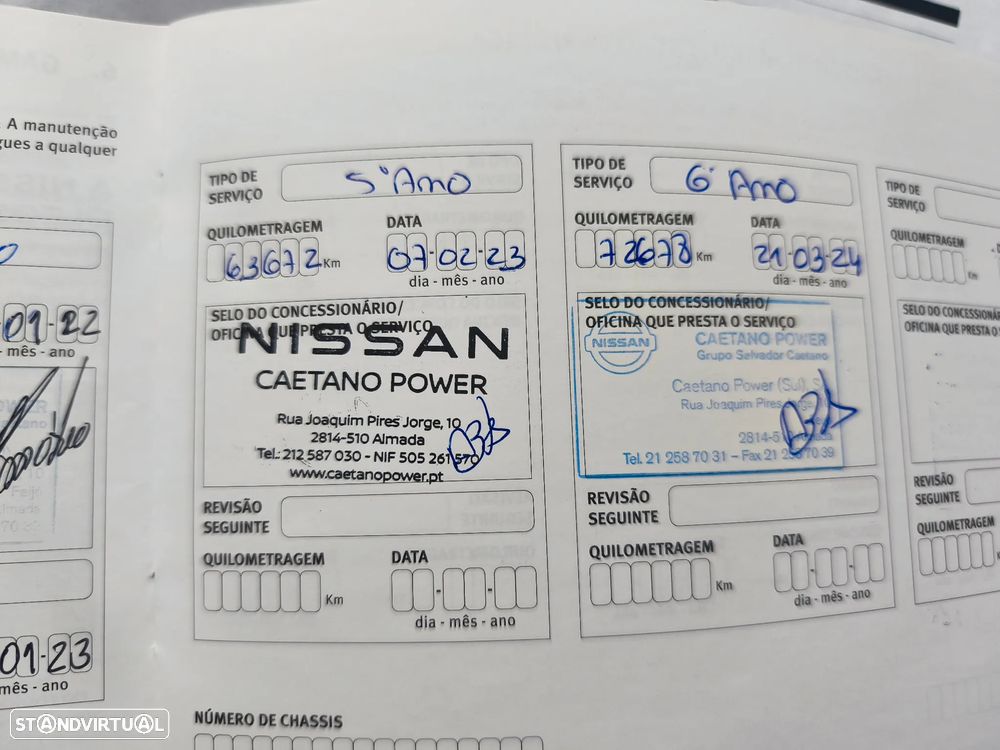 A manutenção
gues a qualquer
01-22
mês - ano
01-23
mês - ano
TIPO DE
SERVIÇO
5º Ano
QUILOMETRAGEM
63672 Km
DATA
07-02-23
dia - mês - ano
SELO DO CONCESSIONÁRIO/
OFICINA QUE PRESTA O SERVIÇO
NISSAN
CAETANO POWER
Rua Joaquim Pires Jorge, 10
2814-510 Almada
Tel.: 212 587 030 - NIF 505 261 570
www.caetanopower.pt
REVISÃO
SEGUINTE
QUILOMETRAGEM
Km
DATA
dia - mês - ano
TIPO DE
SERVIÇO
6º Ano
QUILOMETRAGEM
72678 Km
DATA
21-03-24
dia - mês - ano
SELO DO CONCESSIONÁRIO/
OFICINA QUE PRESTA O SERVIÇO
NISSAN
CAETANO POWER
Grupo Salvador Caetano
Caetano Power (Sul),
Rua Joaquim Pires
Tel. 21 258 70 31 – Fax 21 258 70 39
REVISÃO
SEGUINTE
QUILOMETRAGEM
Km
DATA
dia - mês - ano
TIPO DE
SERVIÇO
QUILOMETRAGEM
Km
SELO DO CONCESSIONÁRIO/
OFICINA QUE PRESTA O
REVISÃO
SEGUINTE
QUILOMETRAGEM
NÚMERO DE CHASSIS
STANDVIRTUAL